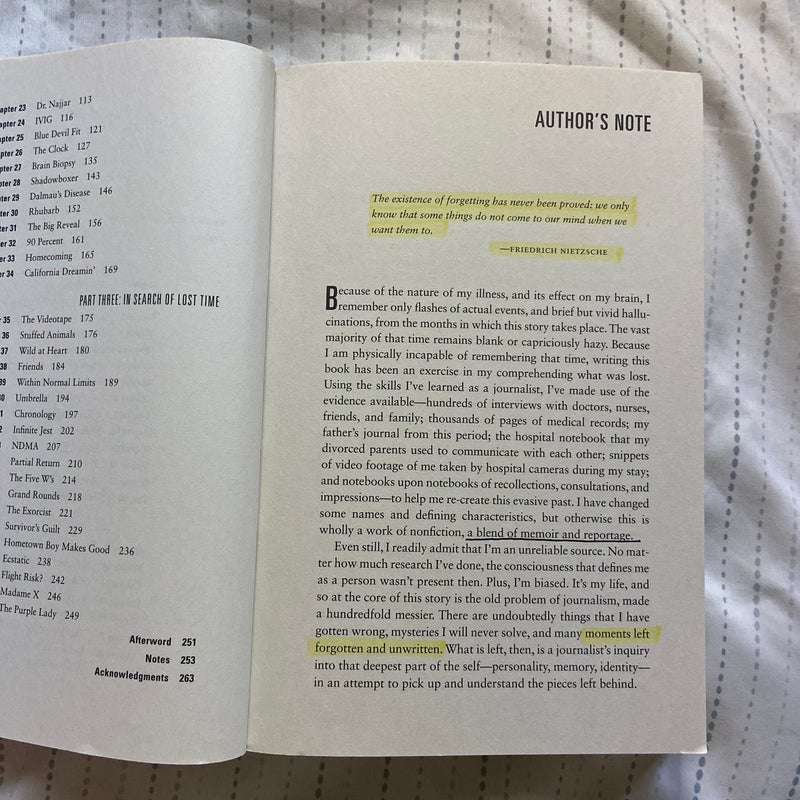 apter 23 Dr. Najjar 113
apter 24 IVIG 116
apter 25 Blue Devil Fit 121
apter 26 The Clock 127
pter 27 Brain Biopsy 135
pter 28 Shadowboxer 143
pter 29 Dalmau's Disease 146
ter 30 Rhubarb 152
ter 31 The Big Reveal 156
er 32 90 Percent 161
er 33 Homecoming 165
er 34 California Dreamin' 169
PART THREE: IN SEARCH OF LOST TIME
35 The Videotape 175
36 Stuffed Animals 176
37 Wild at Heart 180
38 Friends 184
39 Within Normal Limits 189
0 Umbrella 194
1 Chronology 197
2 Infinite Jest 202
NDMA 207
Partial Return 210
The Five W's 214
Grand Rounds 218
The Exorcist 221
Survivor's Guilt 229
Hometown Boy Makes Good 236
Ecstatic 238
Flight Risk? 242
Madame X 246
The Purple Lady 249
Afterword 251
Notes 253
Acknowledgments 263
AUTHOR'S NOTE
The existence of forgetting has never been proved: we only
know that some things do not come to our mind when we
want them to.
—FRIEDRICH NIETZSCHE
Because of the nature of my illness, and its effect on my brain, I
remember only flashes of actual events, and brief but vivid hallu-
cinations, from the months in which this story takes place. The vast
majority of that time remains blank or capriciously hazy. Because
I am physically incapable of remembering that time, writing this
book has been an exercise in my comprehending what was lost.
Using the skills I've learned as a journalist, I've made use of the
evidence available—hundreds of interviews with doctors, nurses,
friends, and family; thousands of pages of medical records; my
father's journal from this period; the hospital notebook that my
divorced parents used to communicate with each other; snippets
of video footage of me taken by hospital cameras during my stay;
and notebooks upon notebooks of recollections, consultations, and
impressions—to help me re-create this evasive past. I have changed
some names and defining characteristics, but otherwise this is
wholly a work of nonfiction, a blend of memoir and reportage.
Even still, I readily admit that I'm an unreliable source. No mat-
ter how much research I've done, the consciousness that defines me
as a person wasn't present then. Plus, I'm biased. It's my life, and
so at the core of this story is the old problem of journalism, made
a hundredfold messier. There are undoubtedly things that I have
gotten wrong, mysteries I will never solve, and many moments left
forgotten and unwritten. What is left, then, is a journalist's inquiry
into that deepest part of the self—personality, memory, identity—
in an attempt to pick up and understand the pieces left behind.